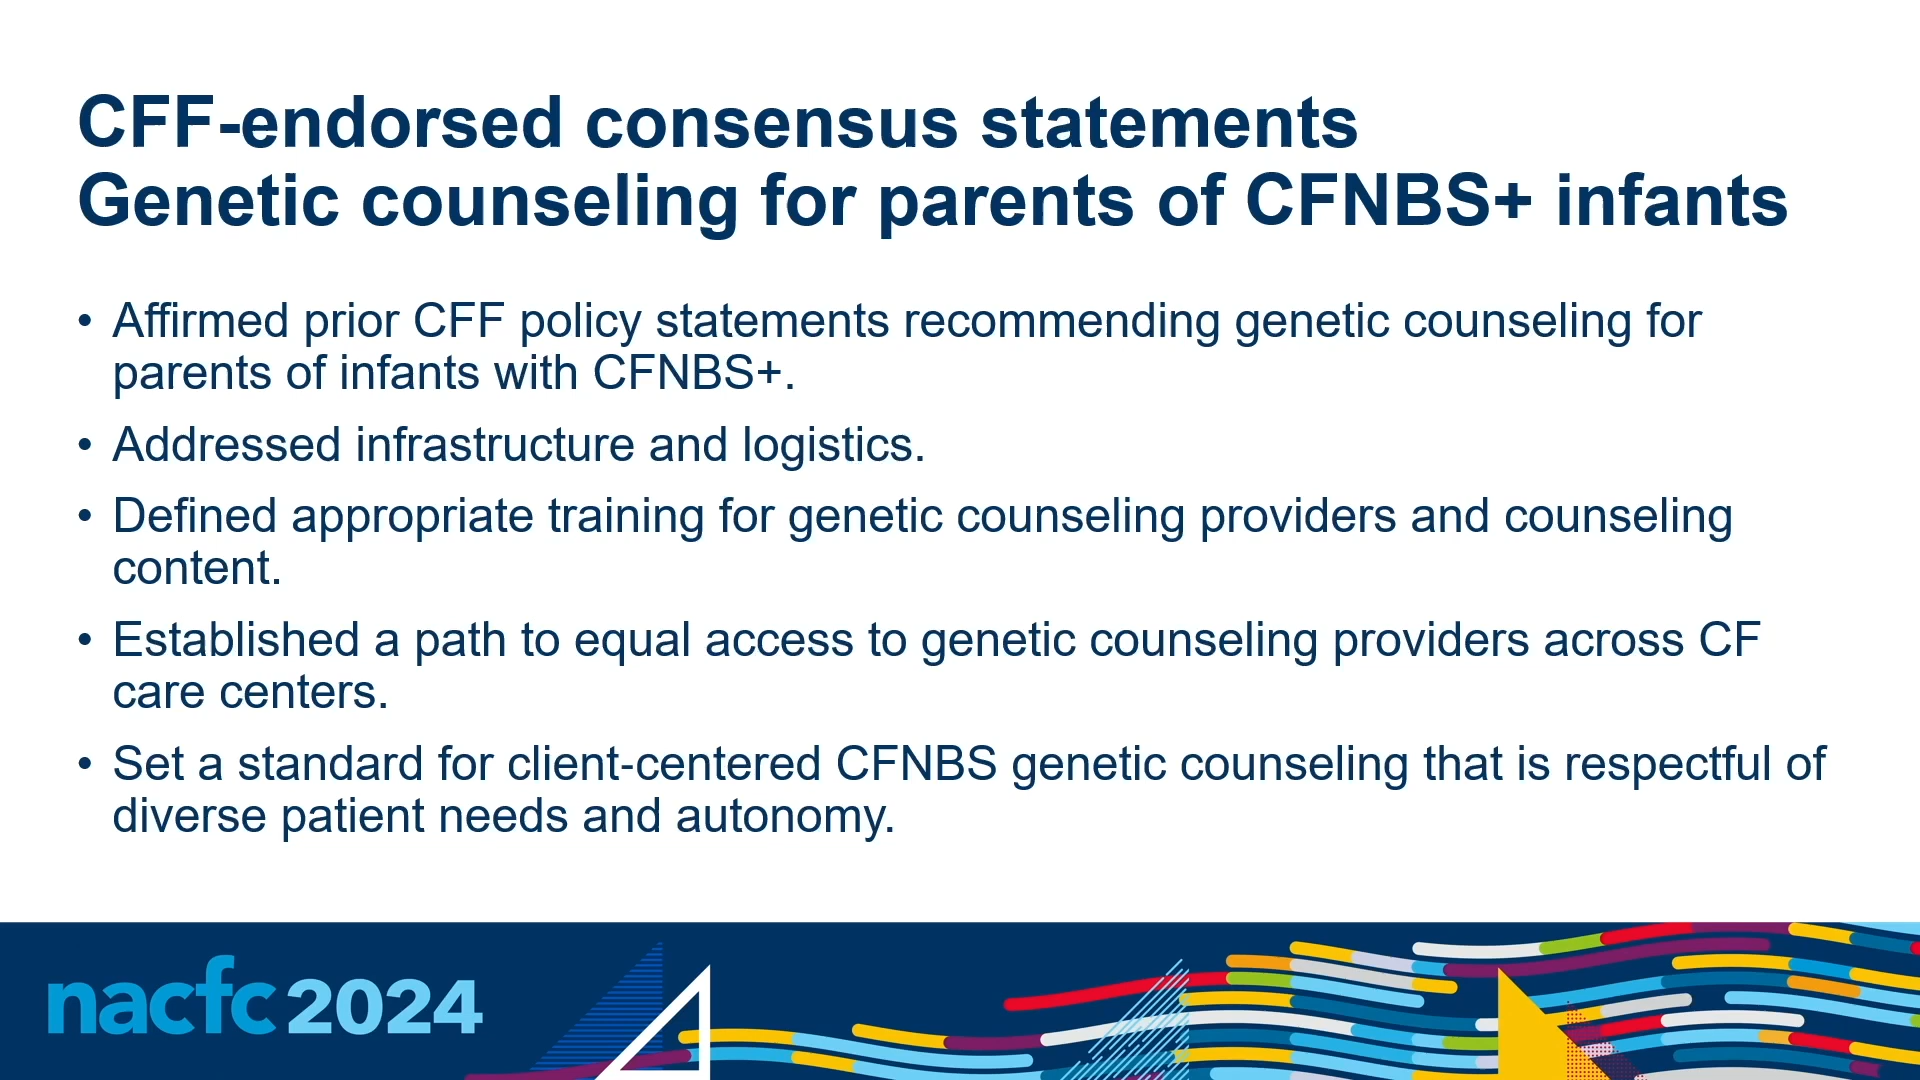 CFF-endorsed consensus statements
Genetic counseling for parents of CFNBS+ infants
• Affirmed prior CFF policy statements recommending genetic counseling for
parents of infants with CFNBS+.
• Addressed infrastructure and logistics.
• Defined appropriate training for genetic counseling providers and counseling
content.
• Established a path to equal access to genetic counseling providers across CF
care centers.
• Set a standard for client-centered CFNBS genetic counseling that is respectful of
diverse patient needs and autonomy.
nacfc 2024